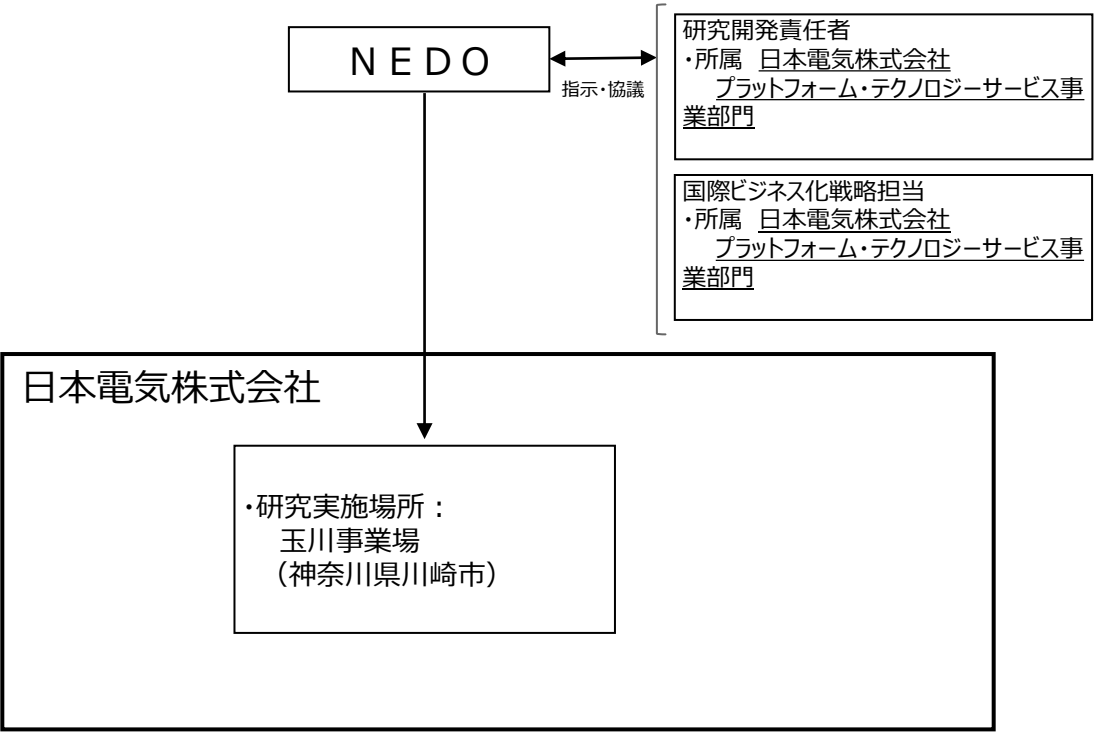 ＮＥＤＯ
指示・協議
研究開発責任者
・所属　日本電気株式会社
プラットフォーム・テクノロジーサービス事
業部門
国際ビジネス化戦略担当
・所属　日本電気株式会社
プラットフォーム・テクノロジーサービス事
業部門
日本電気株式会社
・研究実施場所：
玉川事業場
（神奈川県川崎市）